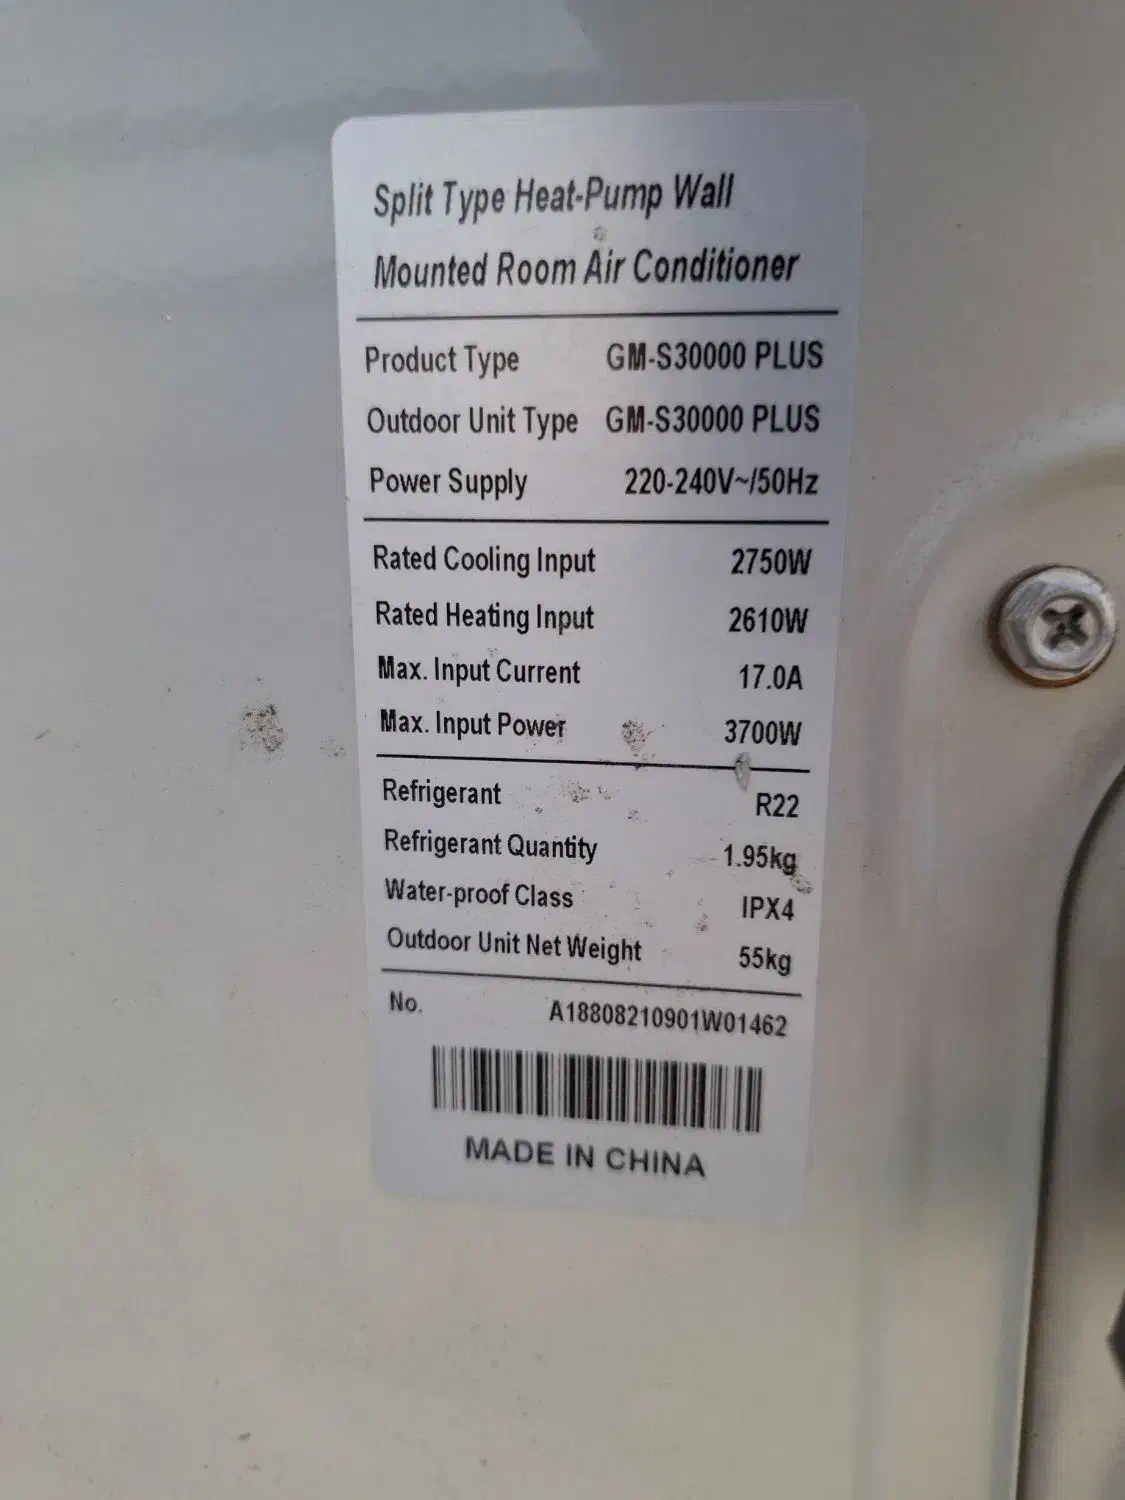 Split Type Heat-Pump Wall
Mounted Room Air Conditioner
Product Type GM-S30000 PLUS
Outdoor Unit Type GM-S30000 PLUS
Power Supply 220-240V~/50Hz
Rated Cooling Input 2750W
Rated Heating Input 2610W
Max. Input Current 17.0A
Max. Input Power 3700W
Refrigerant R22
Refrigerant Quantity 1.95kg
Water-proof Class IPX4
Outdoor Unit Net Weight 55kg
No. A18808210901W01462
MADE IN CHINA